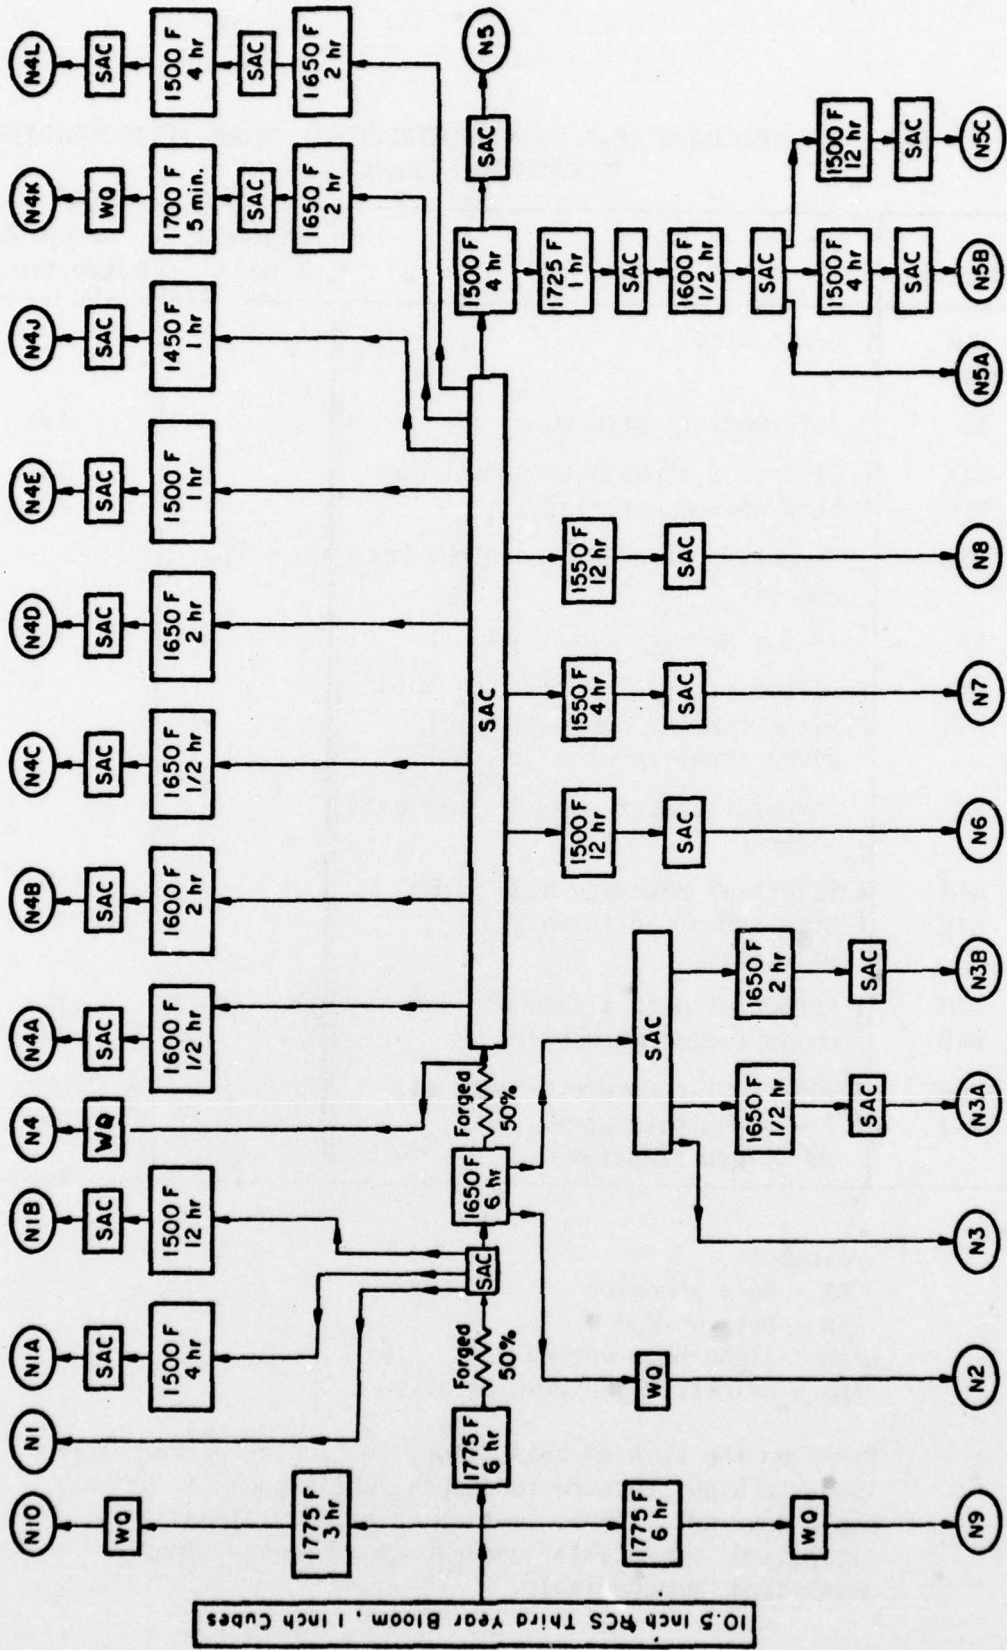 N10
N1
N1A
N1B
N4
N4A
N4B
N4C
N4D
N4E
N4J
N4K
N4L
WQ
SAC
SAC
WQ
SAC
SAC
SAC
SAC
SAC
SAC
WQ
SAC
1775 F
3 hr
1500 F
4 hr
1500 F
12 hr
1600 F
1/2 hr
1600 F
2 hr
1650 F
1/2 hr
1650 F
2 hr
1500 F
1 hr
1450 F
1 hr
1700 F
5 min.
1500 F
4 hr
SAC
SAC
1650 F
2 hr
1650 F
2 hr
10.5 inch RCS Third Year Bloom, 1 inch Cubes
1775 F
6 hr
Forged
50%
SAC
1650 F
6 hr
Forged
50%
SAC
1500 F
4 hr
SAC
N5
1775 F
6 hr
WQ
N9
WQ
N2
SAC
1650 F
1/2 hr
1650 F
2 hr
SAC
SAC
N3
N3A
N3B
1500 F
12 hr
1550 F
4 hr
1550 F
12 hr
SAC
SAC
SAC
N6
N7
N8
1725 F
1 hr
SAC
1600 F
1/2 hr
SAC
1500 F
4 hr
1500 F
12 hr
SAC
SAC
N5A
N5B
N5C